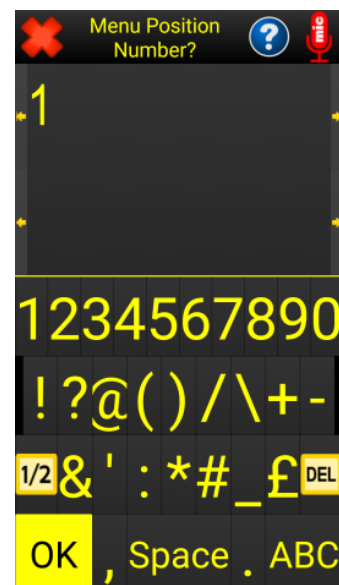 Menu Position
Number?
?
mic
1
1234567890
!?@()/\+-
1/2 & ' : * # _ £ DEL
OK , Space . ABC